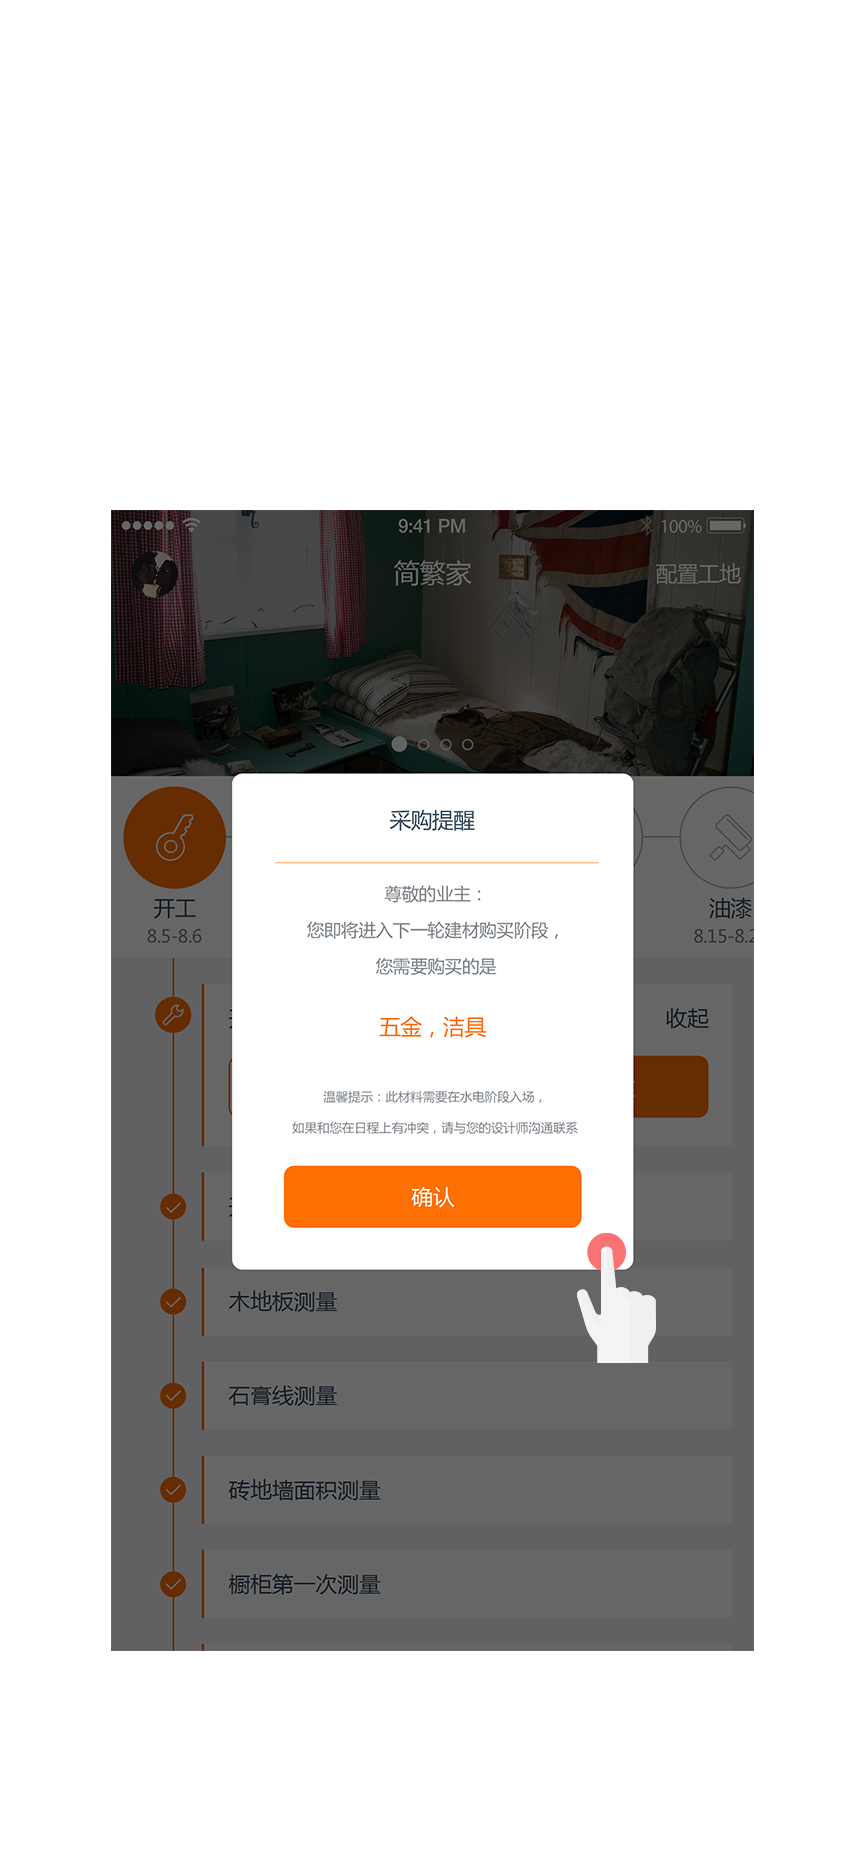 9:41 PM
100%
简繁家
配置工地
采购提醒
尊敬的业主：
您即将进入下一轮建材购买阶段，
您需要购买的是
五金，洁具
温馨提示：此材料需要在水电阶段入场，
如果和您在日程上有冲突，请与您的设计师沟通联系
确认
开工
8.5-8.6
油漆
8.15-8.2
收起
木地板测量
石膏线测量
砖地墙面积测量
橱柜第一次测量